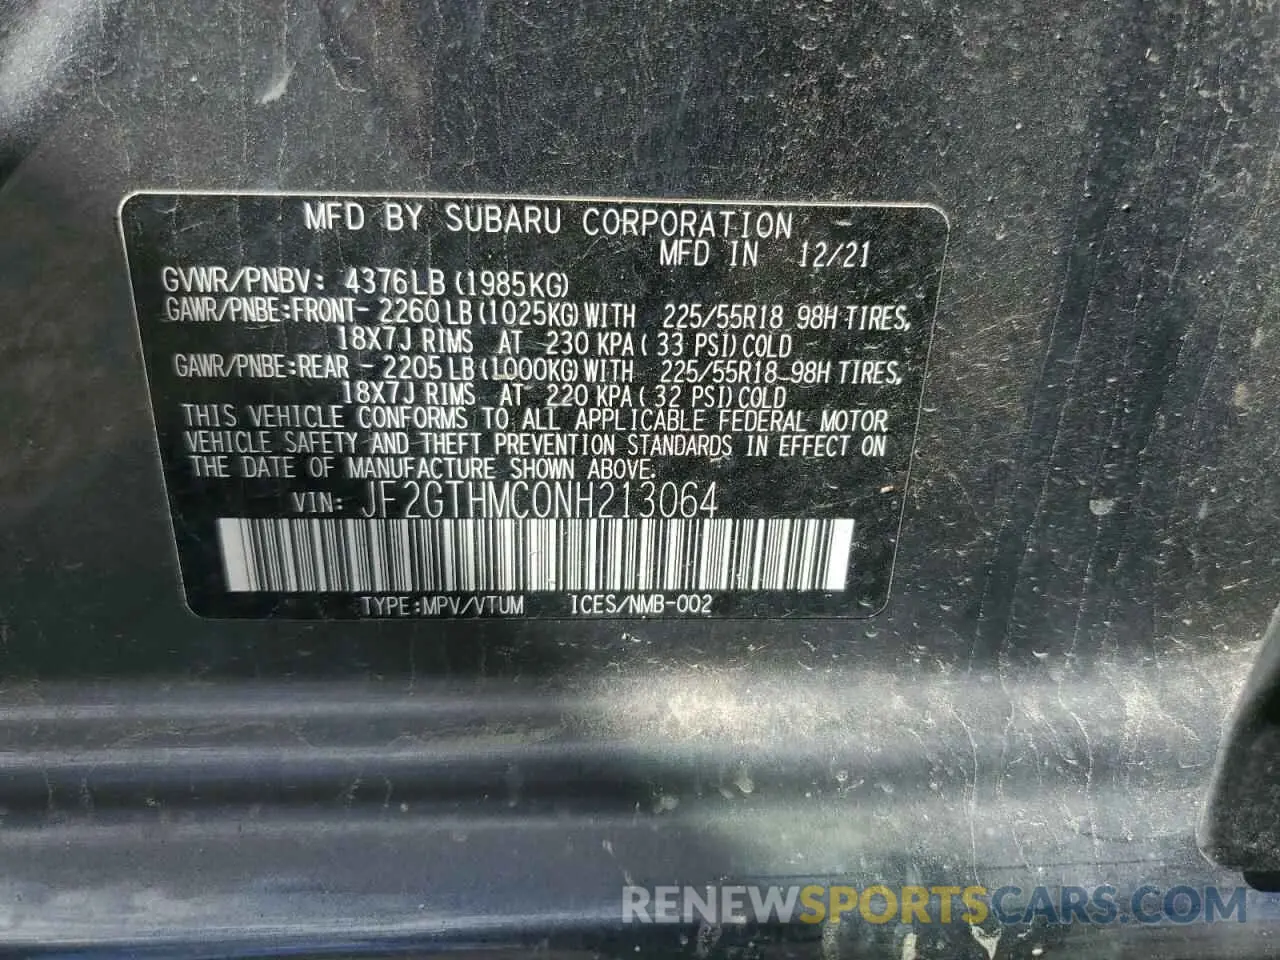 MFD BY SUBARU CORPORATION
MFD IN 12/21
GVWR/PNBV: 4376LB (1985KG)
GAWR/PNBE:FRONT- 2260LB (1025KG) WITH 225/55R18 98H TIRES,
18X7J RIMS AT 230 KPA ( 33 PSI) COLD
GAWR/PNBE:REAR - 2205LB (1000KG) WITH 225/55R18 98H TIRES,
18X7J RIMS AT 220 KPA ( 32 PSI) COLD
THIS VEHICLE CONFORMS TO ALL APPLICABLE FEDERAL MOTOR
VEHICLE SAFETY AND THEFT PREVENTION STANDARDS IN EFFECT ON
THE DATE OF MANUFACTURE SHOWN ABOVE.
VIN: JF2GTHMC0NH213064
TYPE:MPV/VTUM ICES/NMB-002
RENEWSPORTSCARS.COM